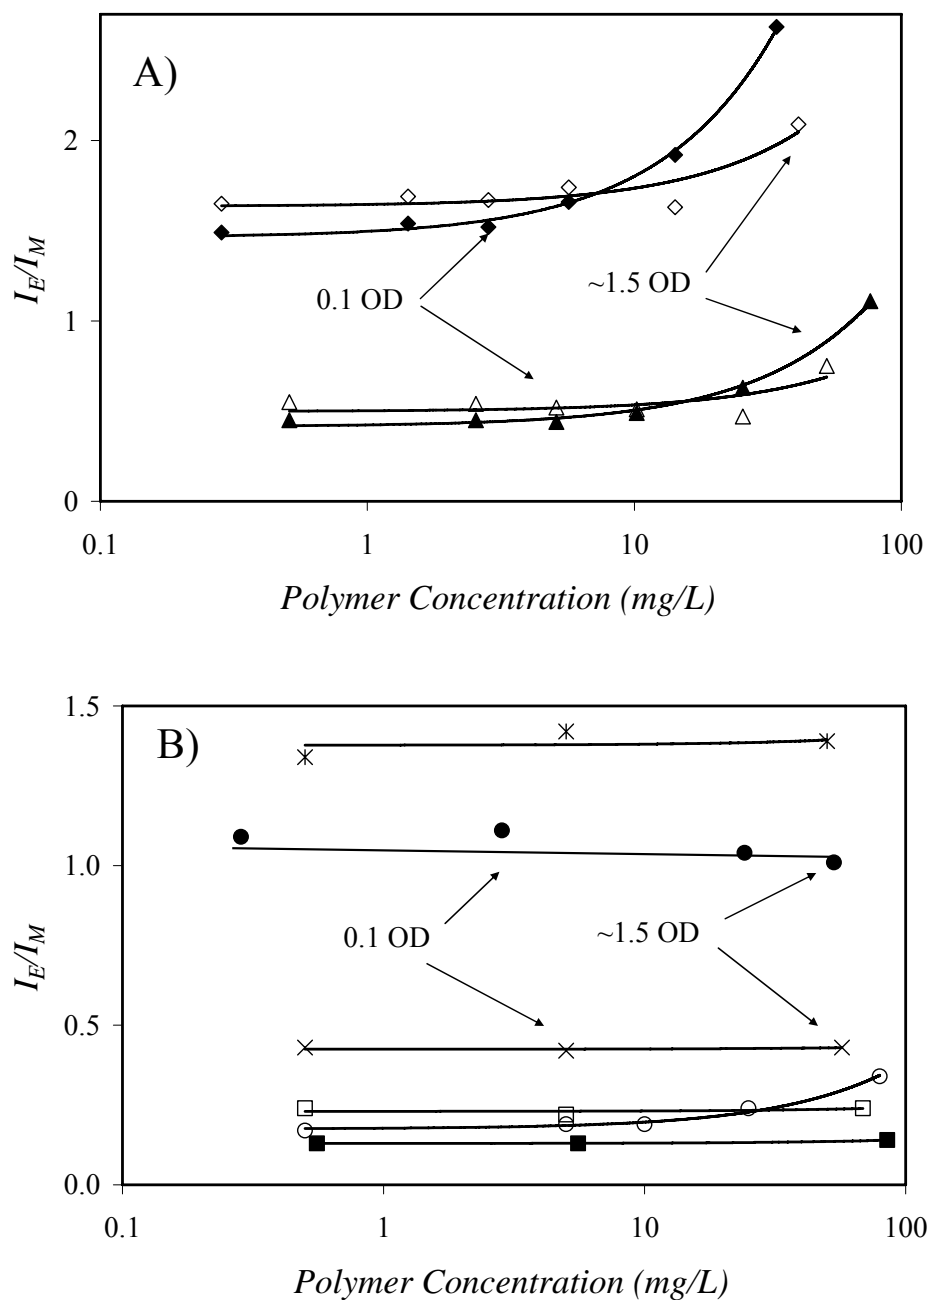 A)
2
1
0
I_E/I_M
0.1 OD
~1.5 OD
0.1
1
10
100
Polymer Concentration (mg/L)
B)
1.5
1.0
0.5
0.0
I_E/I_M
0.1 OD
~1.5 OD
0.1
1
10
100
Polymer Concentration (mg/L)